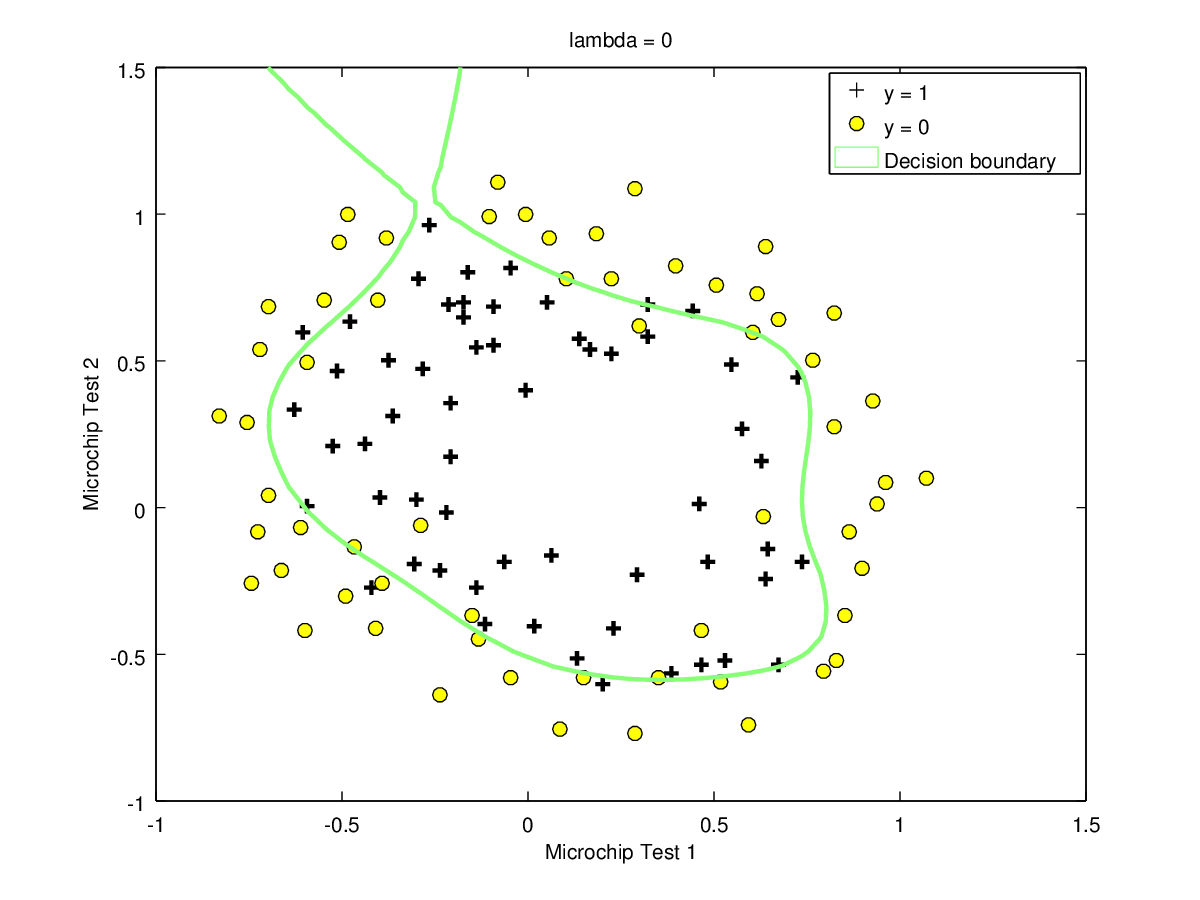 lambda = 0
1.5
y = 1
y = 0
Decision boundary
1
0.5
Microchip Test 2
0
-0.5
-1
-1 -0.5 0 0.5 1 1.5
Microchip Test 1